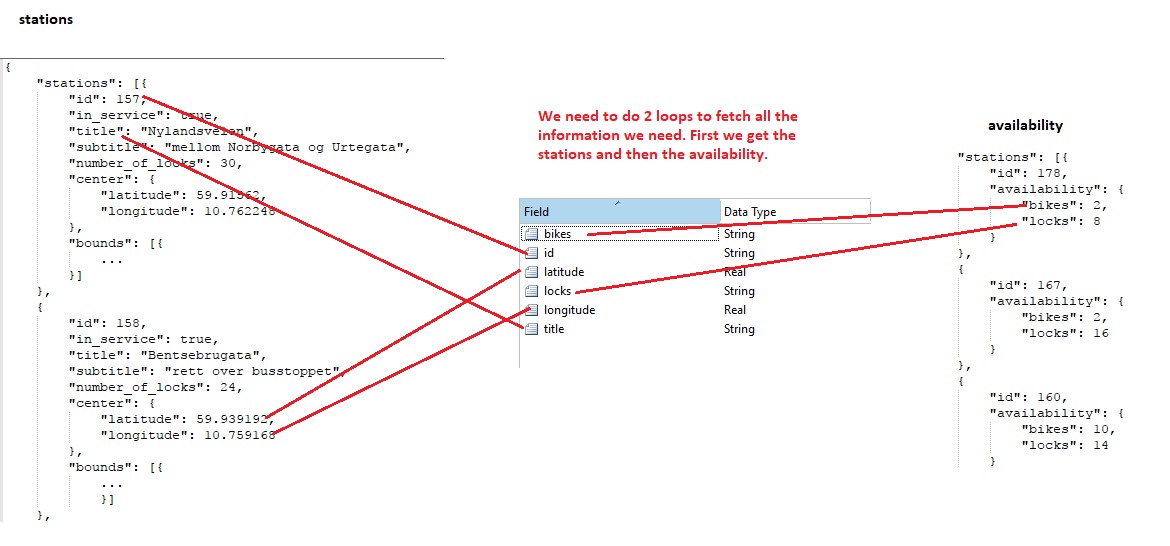 stations
{
"stations": [{
"id": 157,
"in_service": true,
"title": "Nylandsveien",
"subtitle": "mellom Norbygata og Urtegata",
"number_of_locks": 30,
"center": {
"latitude": 59.91562,
"longitude": 10.762248
},
"bounds": [{
...
}]
},
{
"id": 158,
"in_service": true,
"title": "Bentsebrugata",
"subtitle": "rett over busstoppet",
"number_of_locks": 24,
"center": {
"latitude": 59.939192,
"longitude": 10.759168
},
"bounds": [{
...
}]
},
We need to do 2 loops to fetch all the
information we need. First we get the
stations and then the availability.
Field Data Type
bikes String
id String
latitude Real
locks String
longitude Real
title String
availability
"stations": [{
"id": 178,
"availability": {
"bikes": 2,
"locks": 8
}
},
{
"id": 167,
"availability": {
"bikes": 2,
"locks": 16
}
},
{
"id": 160,
"availability": {
"bikes": 10,
"locks": 14
}